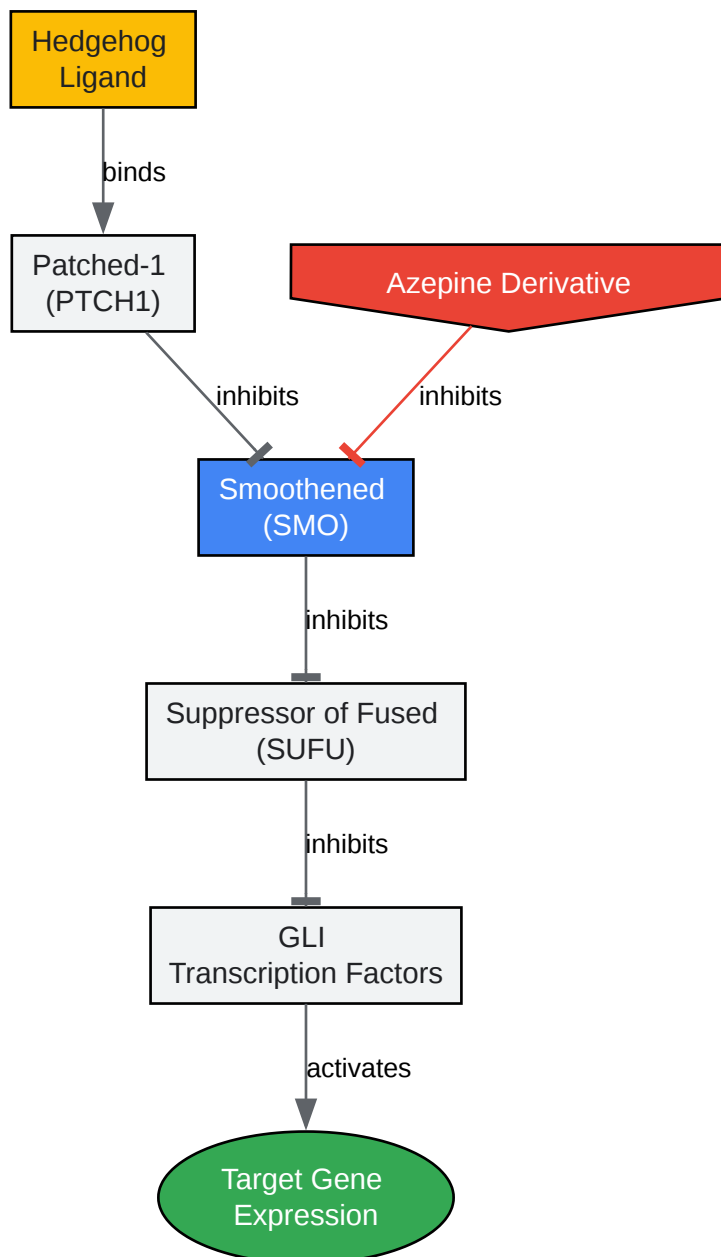 Hedgehog
Ligand
binds
Patched-1
(PTCH1)
Azepine Derivative
inhibits
inhibits
Smoothened
(SMO)
inhibits
Suppressor of Fused
(SUFU)
inhibits
GLI
Transcription Factors
activates
Target Gene
Expression